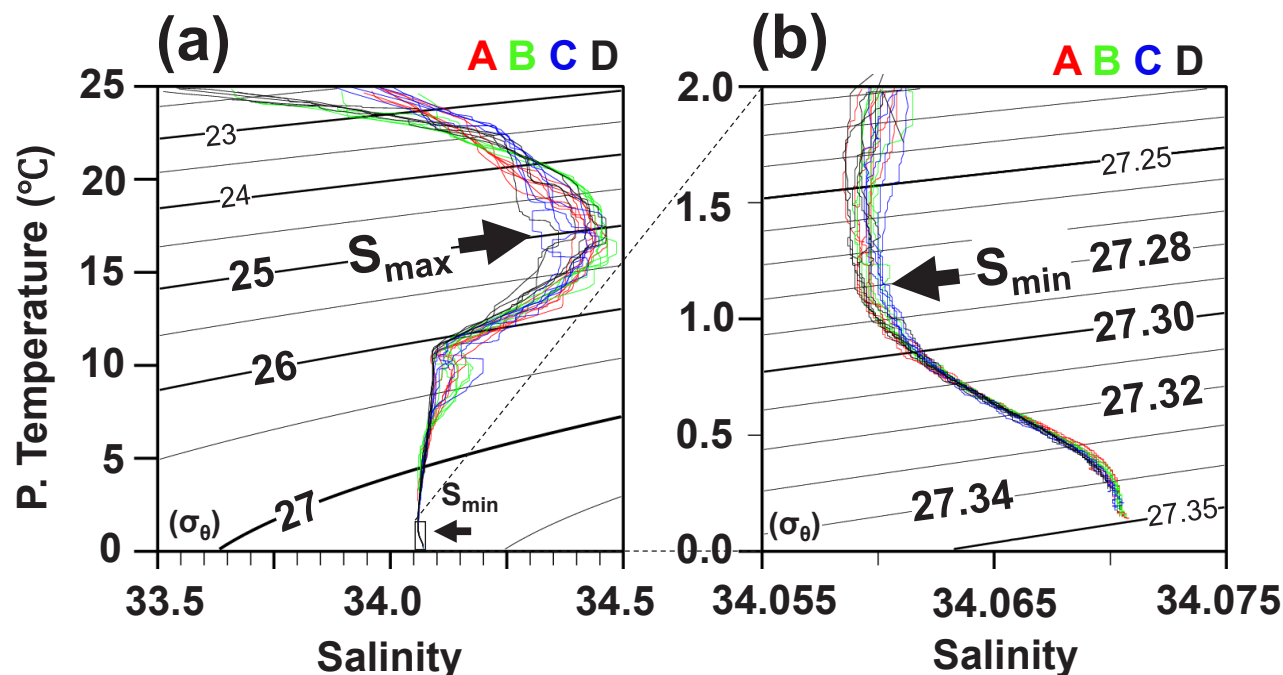 (a)
A B C D
P. Temperature (°C)
25
20
15
10
5
0
23
24
25
26
27
Smax
Smin
(σθ)
33.5 34.0 34.5
Salinity
(b)
A B C D
2.0
1.5
1.0
0.5
0.0
27.25
27.28
27.30
27.32
27.34
27.35
Smin
(σθ)
34.055 34.065 34.075
Salinity